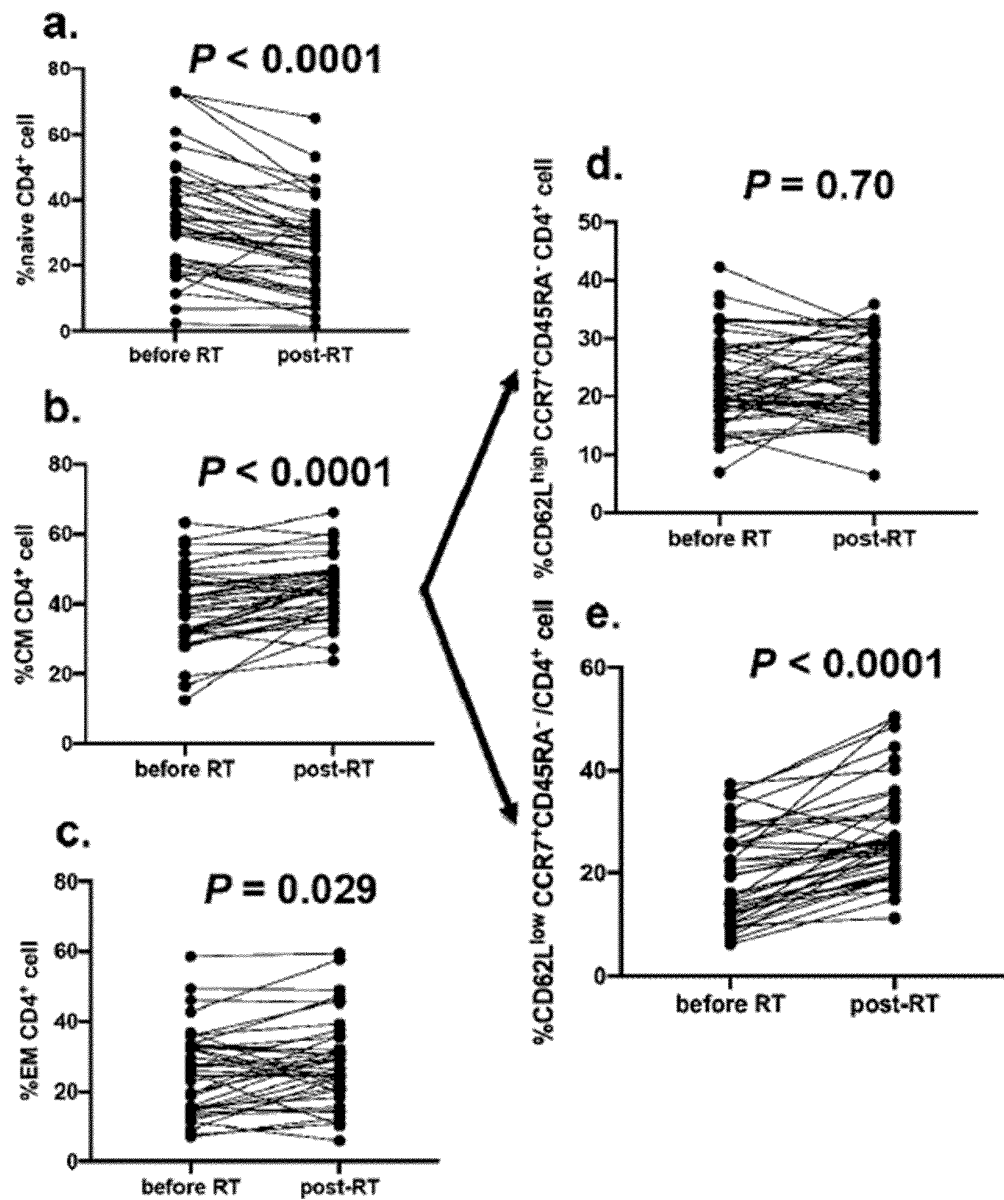 a.
P < 0.0001
%naive CD4⁺ cell
80
60
40
20
0
before RT post-RT
b.
P < 0.0001
%CM CD4⁺ cell
80
60
40
20
0
before RT post-RT
c.
P = 0.029
%EM CD4⁺ cell
80
60
40
20
0
before RT post-RT
d.
P = 0.70
%CD62Lʰⁱᵍʰ CCR7⁺CD45RA⁻ CD4⁺ cell
50
40
30
20
10
0
before RT post-RT
e.
P < 0.0001
%CD62Lˡᵒʷ CCR7⁺CD45RA⁻ /CD4⁺ cell
60
40
20
0
before RT post-RT